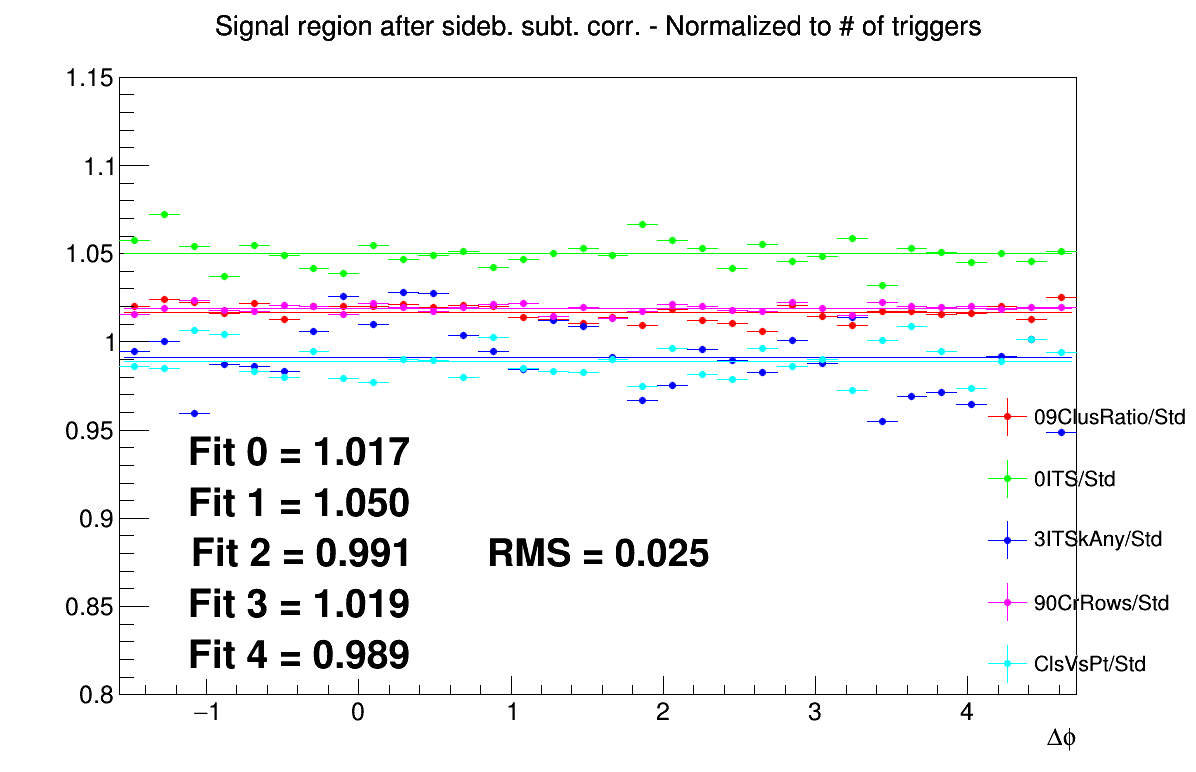 Signal region after sideb. subt. corr. - Normalized to # of triggers
1.15
1.1
1.05
1
0.95
0.9
0.85
0.8
−1
0
1
2
3
4
Δϕ
Fit 0 = 1.017
Fit 1 = 1.050
Fit 2 = 0.991
RMS = 0.025
Fit 3 = 1.019
Fit 4 = 0.989
09ClusRatio/Std
0ITS/Std
3ITSkAny/Std
90CrRows/Std
ClsVsPt/Std